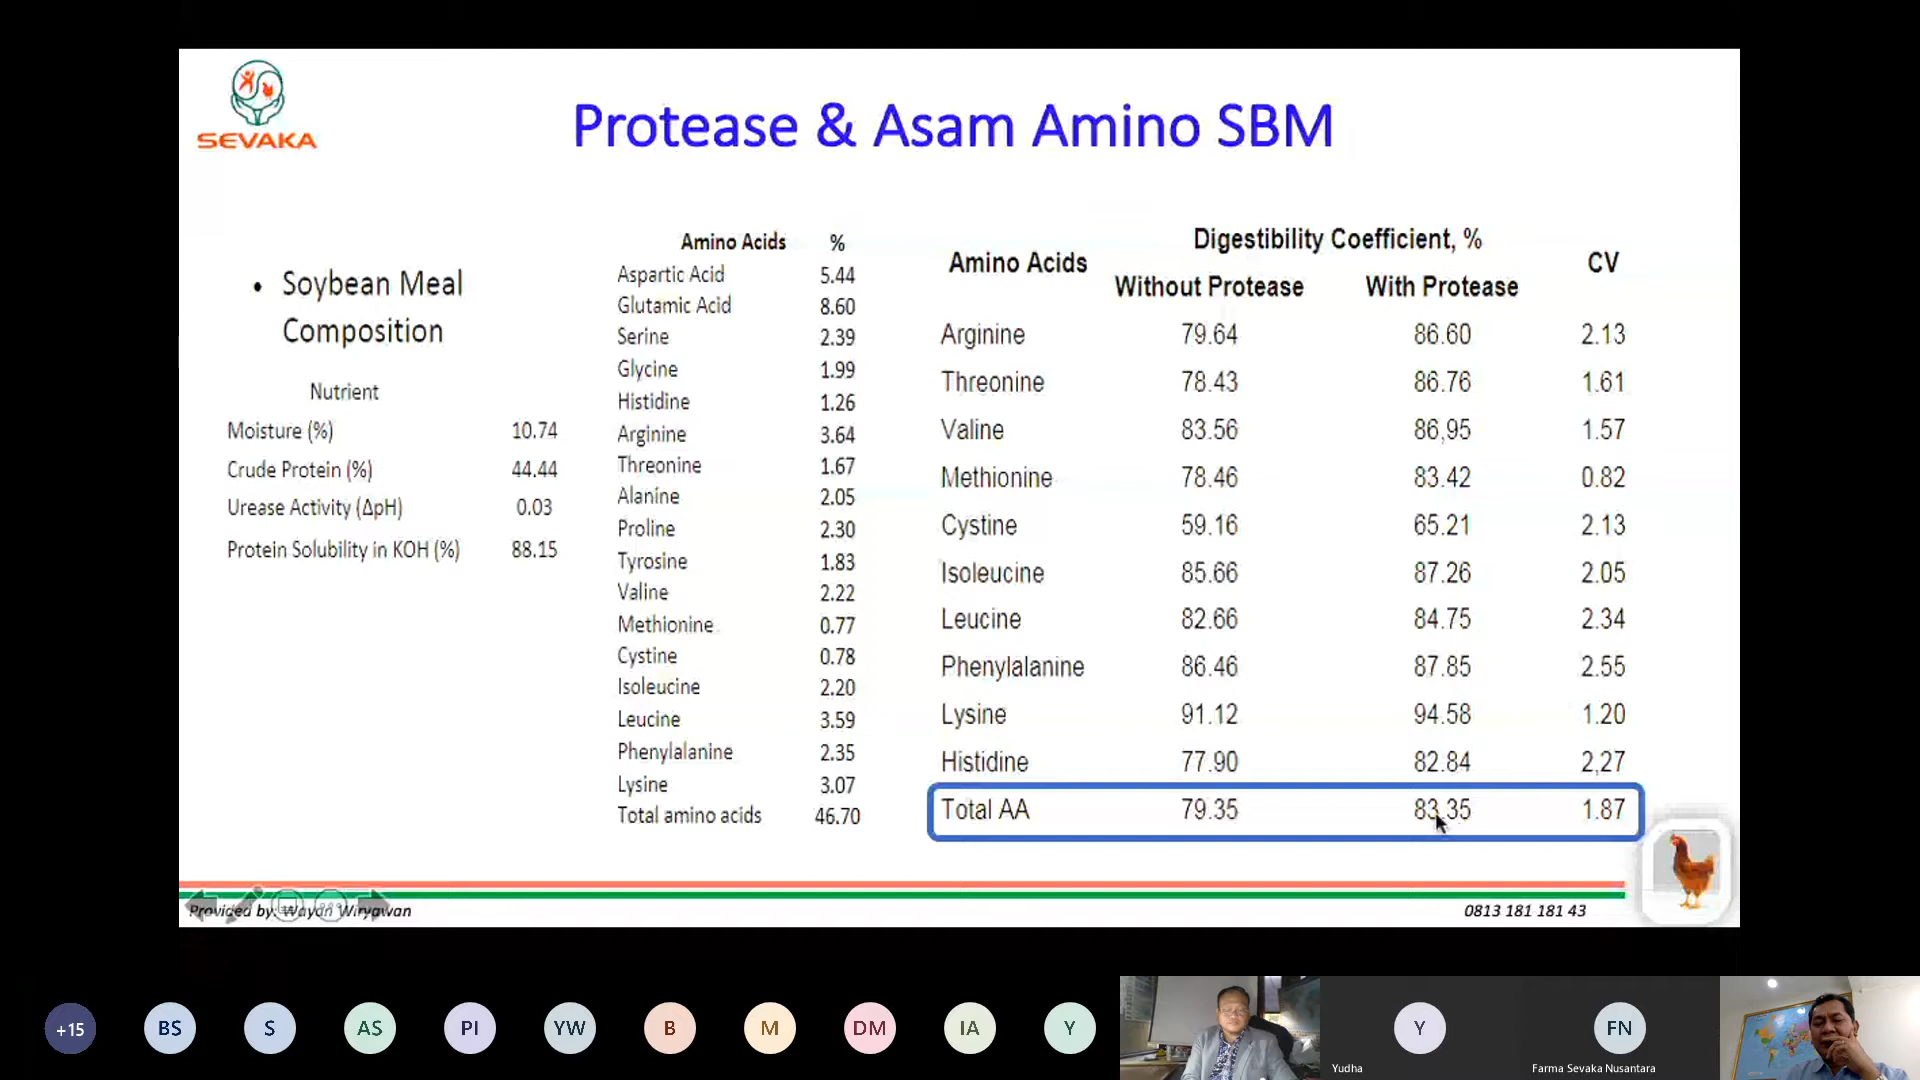 SEVAKA
Protease & Asam Amino SBM
• Soybean Meal
Composition
Nutrient
Moisture (%) 10.74
Crude Protein (%) 44.44
Urease Activity (ΔpH) 0.03
Protein Solubility in KOH (%) 88.15
Amino Acids %
Aspartic Acid 5.44
Glutamic Acid 8.60
Serine 2.39
Glycine 1.99
Histidine 1.26
Arginine 3.64
Threonine 1.67
Alanine 2.05
Proline 2.30
Tyrosine 1.83
Valine 2.22
Methionine 0.77
Cystine 0.78
Isoleucine 2.20
Leucine 3.59
Phenylalanine 2.35
Lysine 3.07
Total amino acids 46.70
Digestibility Coefficient, %
Amino Acids CV
Without Protease With Protease
Arginine 79.64 86.60 2.13
Threonine 78.43 86.76 1.61
Valine 83.56 86,95 1.57
Methionine 78.46 83.42 0.82
Cystine 59.16 65.21 2.13
Isoleucine 85.66 87.26 2.05
Leucine 82.66 84.75 2.34
Phenylalanine 86.46 87.85 2.55
Lysine 91.12 94.58 1.20
Histidine 77.90 82.84 2,27
Total AA 79.35 83.35 1.87
Provided by: Wayan Wiryawan
0813 181 181 43
+15 BS S AS PI YW B M DM IA Y Y FN
Yudha
Farma Sevaka Nusantara